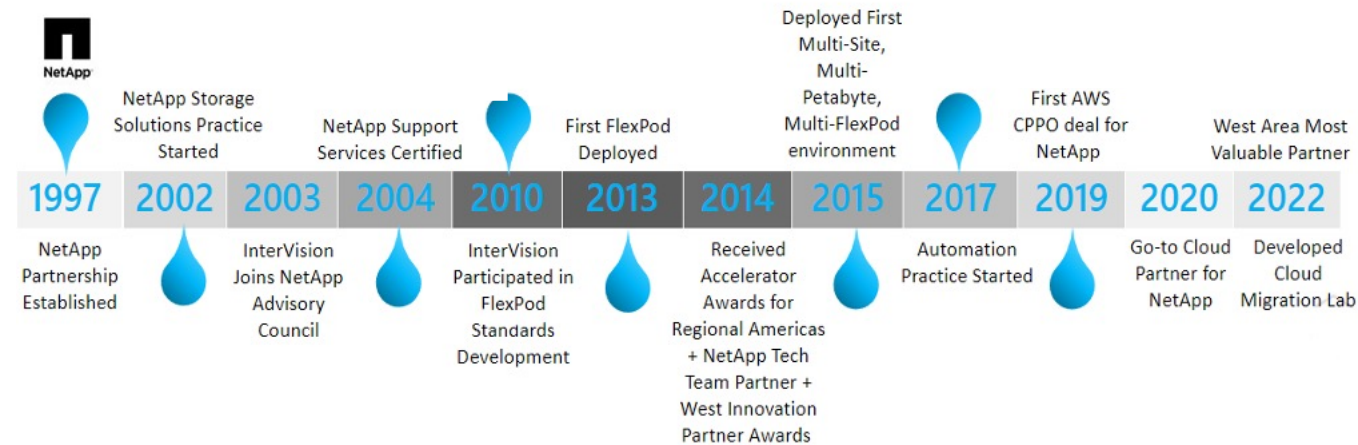 NetApp
NetApp Storage
Solutions Practice
Started
NetApp Support
Services Certified
First FlexPod
Deployed
Deployed First
Multi-Site,
Multi-
Petabyte,
Multi-FlexPod
environment
First AWS
CPPO deal for
NetApp
West Area Most
Valuable Partner
1997 2002 2003 2004 2010 2013 2014 2015 2017 2019 2020 2022
NetApp
Partnership
Established
InterVision
Joins NetApp
Advisory
Council
InterVision
Participated in
FlexPod
Standards
Development
Received
Accelerator
Awards for
Regional Americas
+ NetApp Tech
Team Partner +
West Innovation
Partner Awards
Automation
Practice Started
Go-to Cloud
Partner for
NetApp
Developed
Cloud
Migration Lab